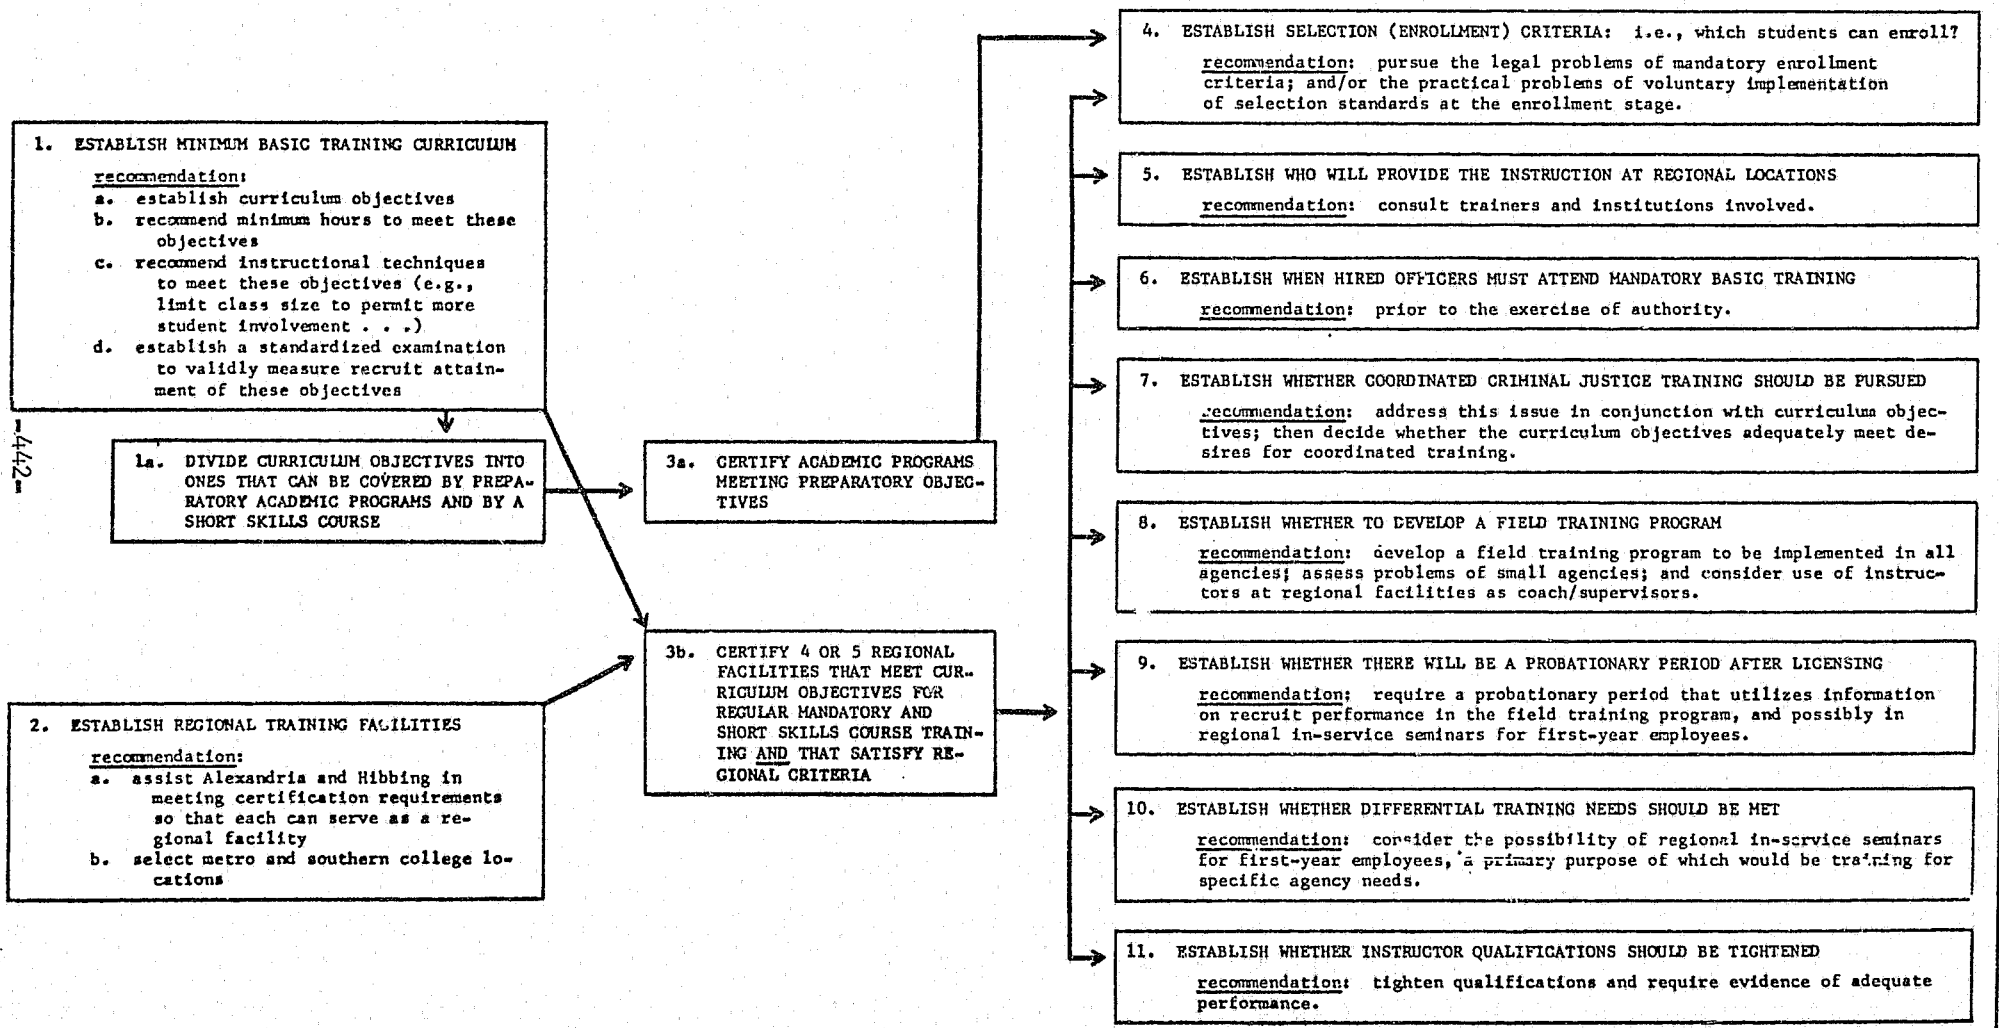 1. ESTABLISH MINIMUM BASIC TRAINING CURRICULUM
recommendation:
a. establish curriculum objectives
b. recommend minimum hours to meet these
objectives
c. recommend instructional techniques
to meet these objectives (e.g.,
limit class size to permit more
student involvement . . .)
d. establish a standardized examination
to validly measure recruit attain-
ment of these objectives
1a. DIVIDE CURRICULUM OBJECTIVES INTO
ONES THAT CAN BE COVERED BY PREPA-
RATORY ACADEMIC PROGRAMS AND BY A
SHORT SKILLS COURSE
2. ESTABLISH REGIONAL TRAINING FACILITIES
recommendation:
a. assist Alexandria and Hibbing in
meeting certification requirements
so that each can serve as a re-
gional facility
b. select metro and southern college lo-
cations
3a. CERTIFY ACADEMIC PROGRAMS
MEETING PREPARATORY OBJEC-
TIVES
3b. CERTIFY 4 OR 5 REGIONAL
FACILITIES THAT MEET CUR-
RICULUM OBJECTIVES FOR
REGULAR MANDATORY AND
SHORT SKILLS COURSE TRAIN-
ING AND THAT SATISFY RE-
GIONAL CRITERIA
4. ESTABLISH SELECTION (ENROLLMENT) CRITERIA: i.e., which students can enroll?
recommendation: pursue the legal problems of mandatory enrollment
criteria; and/or the practical problems of voluntary implementation
of selection standards at the enrollment stage.
5. ESTABLISH WHO WILL PROVIDE THE INSTRUCTION AT REGIONAL LOCATIONS
recommendation: consult trainers and institutions involved.
6. ESTABLISH WHEN HIRED OFFICERS MUST ATTEND MANDATORY BASIC TRAINING
recommendation: prior to the exercise of authority.
7. ESTABLISH WHETHER COORDINATED CRIMINAL JUSTICE TRAINING SHOULD BE PURSUED
recommendation: address this issue in conjunction with curriculum objec-
tives; then decide whether the curriculum objectives adequately meet de-
sires for coordinated training.
8. ESTABLISH WHETHER TO DEVELOP A FIELD TRAINING PROGRAM
recommendation: develop a field training program to be implemented in all
agencies; assess problems of small agencies; and consider use of instruc-
tors at regional facilities as coach/supervisors.
9. ESTABLISH WHETHER THERE WILL BE A PROBATIONARY PERIOD AFTER LICENSING
recommendation: require a probationary period that utilizes information
on recruit performance in the field training program, and possibly in
regional in-service seminars for first-year employees.
10. ESTABLISH WHETHER DIFFERENTIAL TRAINING NEEDS SHOULD BE MET
recommendation: consider the possibility of regional in-service seminars
for first-year employees, a primary purpose of which would be training for
specific agency needs.
11. ESTABLISH WHETHER INSTRUCTOR QUALIFICATIONS SHOULD BE TIGHTENED
recommendation: tighten qualifications and require evidence of adequate
performance.
-442-